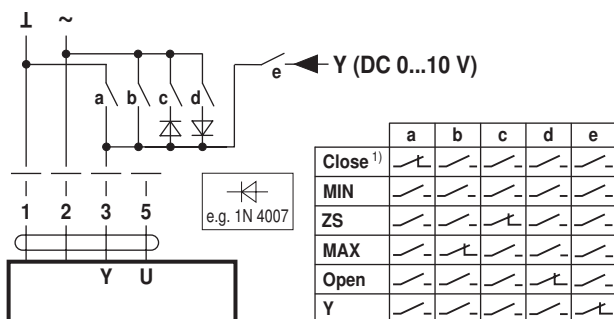 ⊥ ~
e Y (DC 0...10 V)
a b c d
1 2 3 5
e.g. 1N 4007
Y U
a b c d e
Close 1)
MIN
ZS
MAX
Open
Y